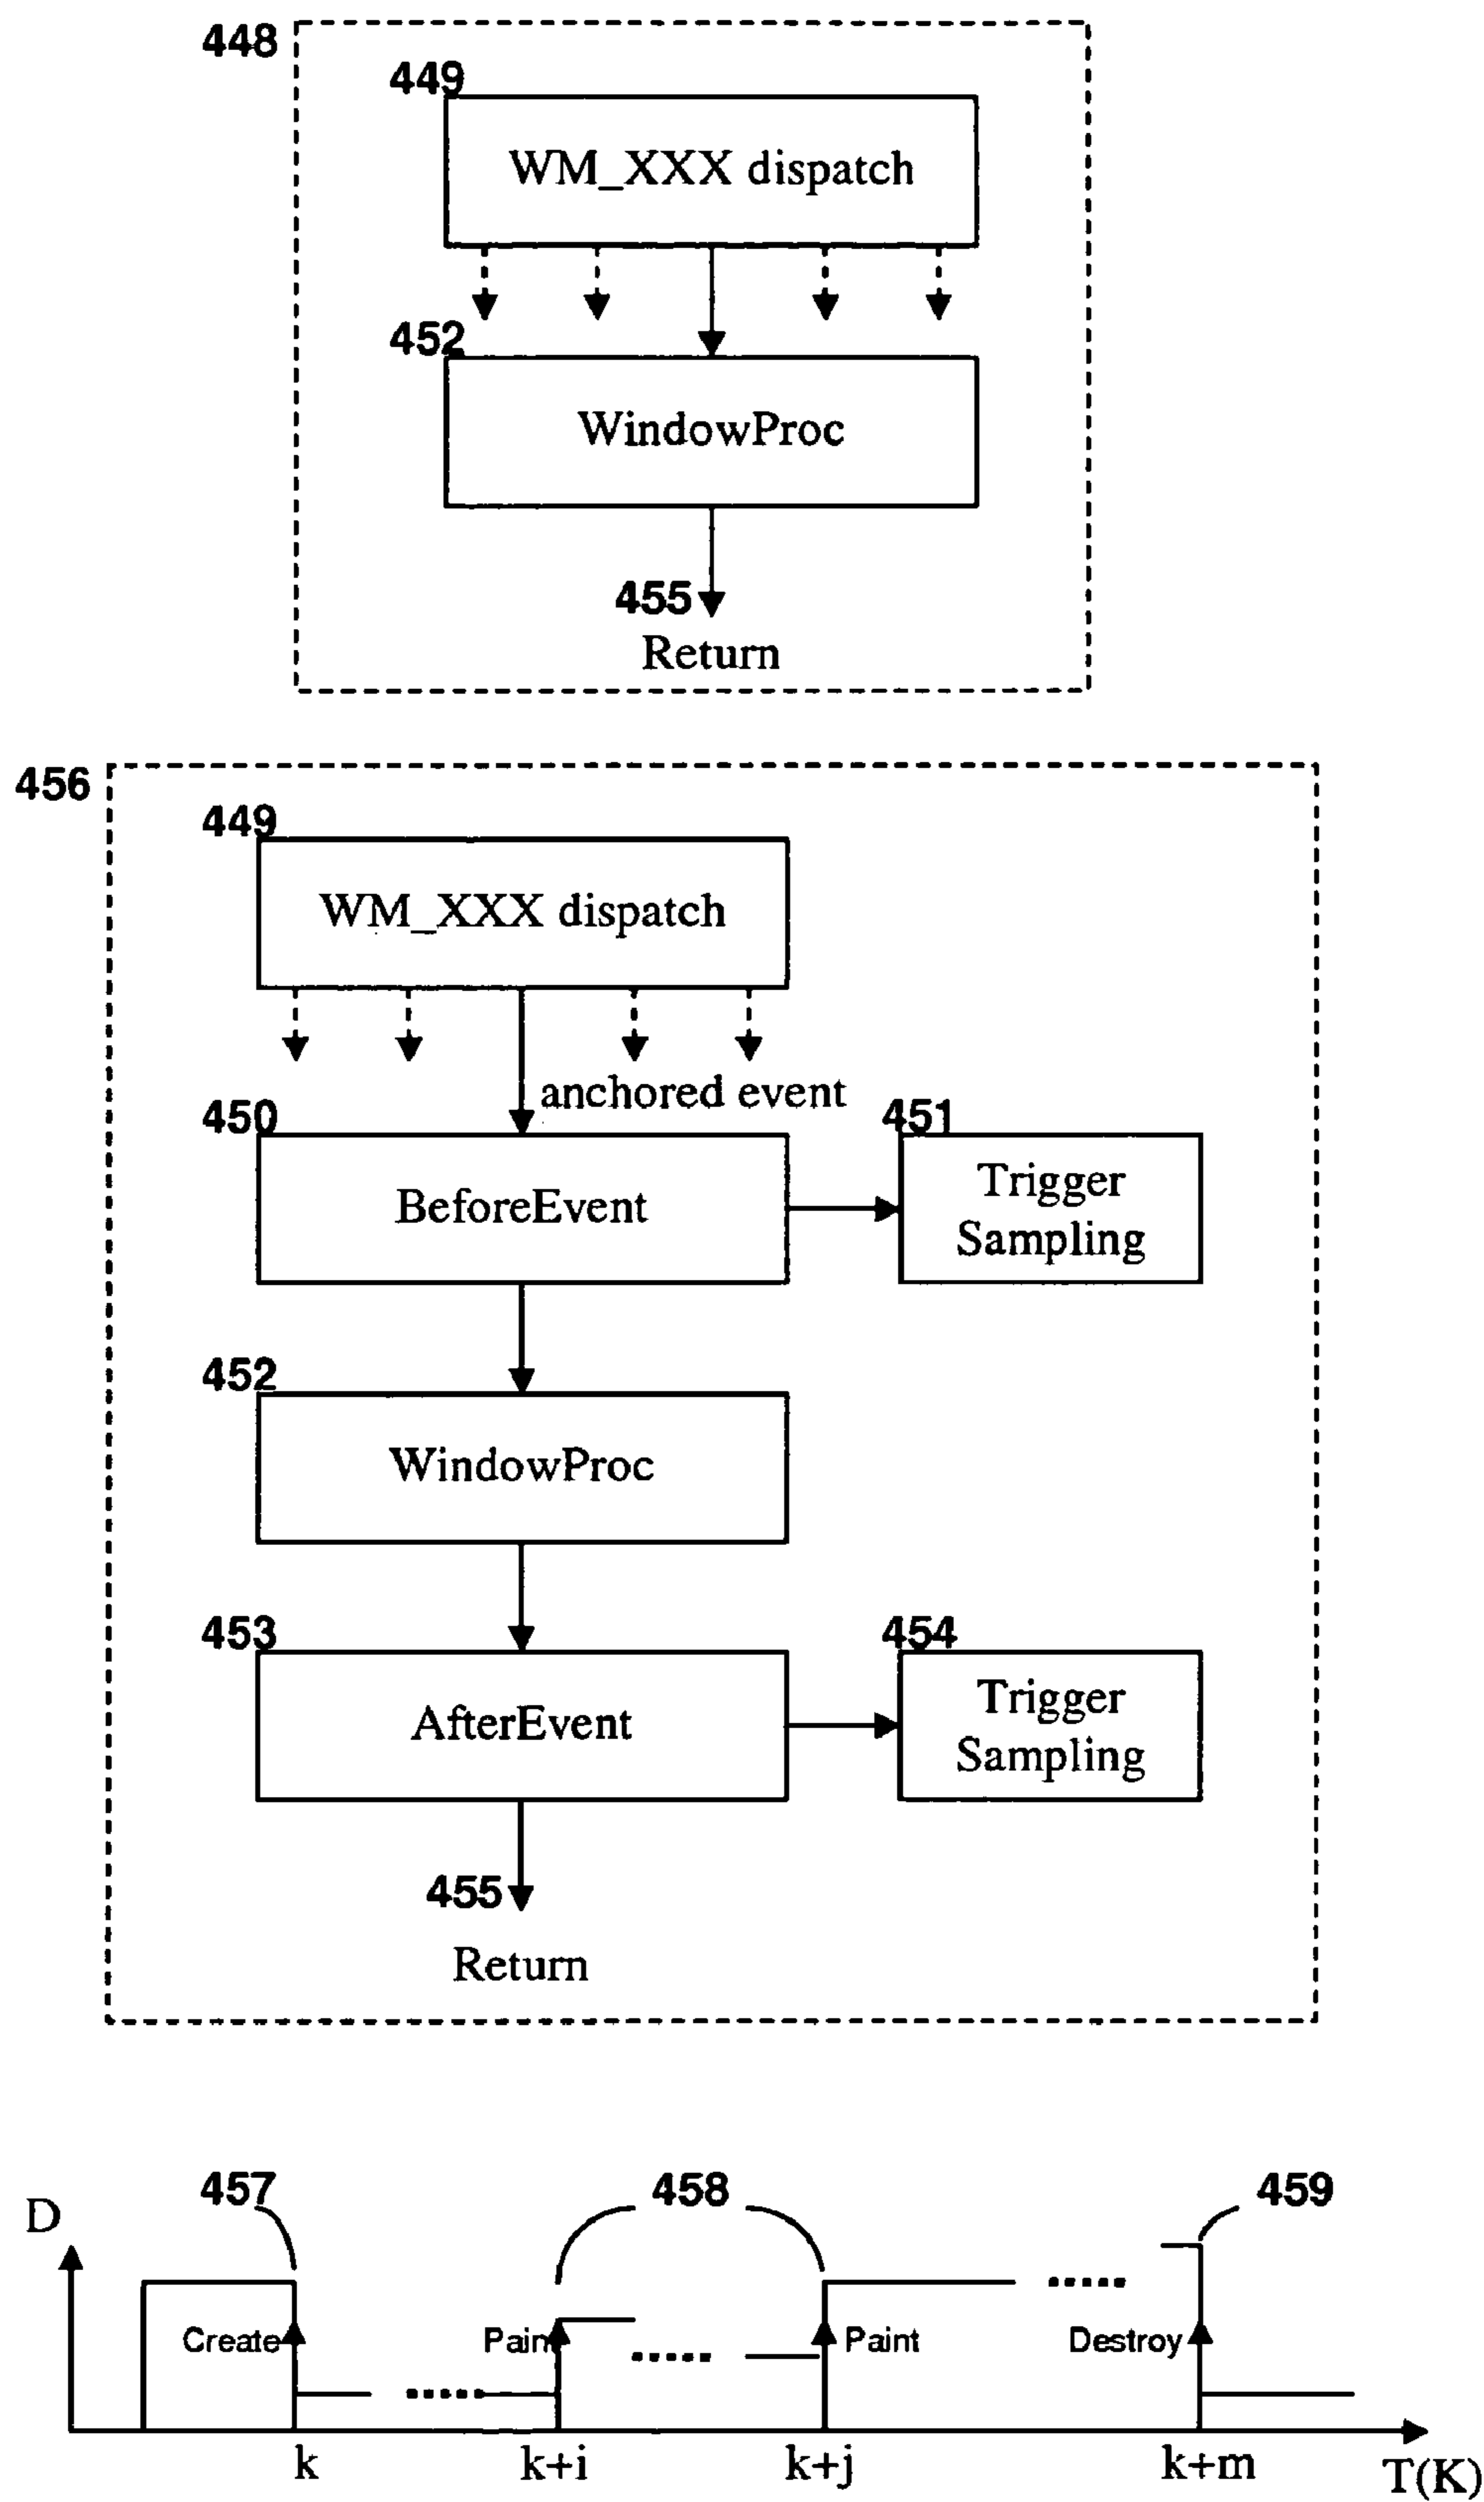 448
449
WM_XXX dispatch
452
WindowProc
455
Return
456
449
WM_XXX dispatch
anchored event
450
451
BeforeEvent
Trigger
Sampling
452
WindowProc
453
454
AfterEvent
Trigger
Sampling
455
Return
457
458
459
D
Create
Paint
Paint
Destroy
k
k+i
k+j
k+m
T(K)